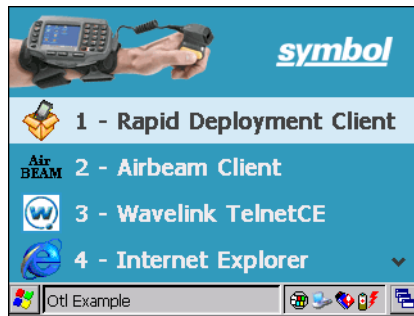 symbol
1 - Rapid Deployment Client
Air
BEAM
2 - Airbeam Client
W
3 - Wavelink TelnetCE
4 - Internet Explorer
Otl Example